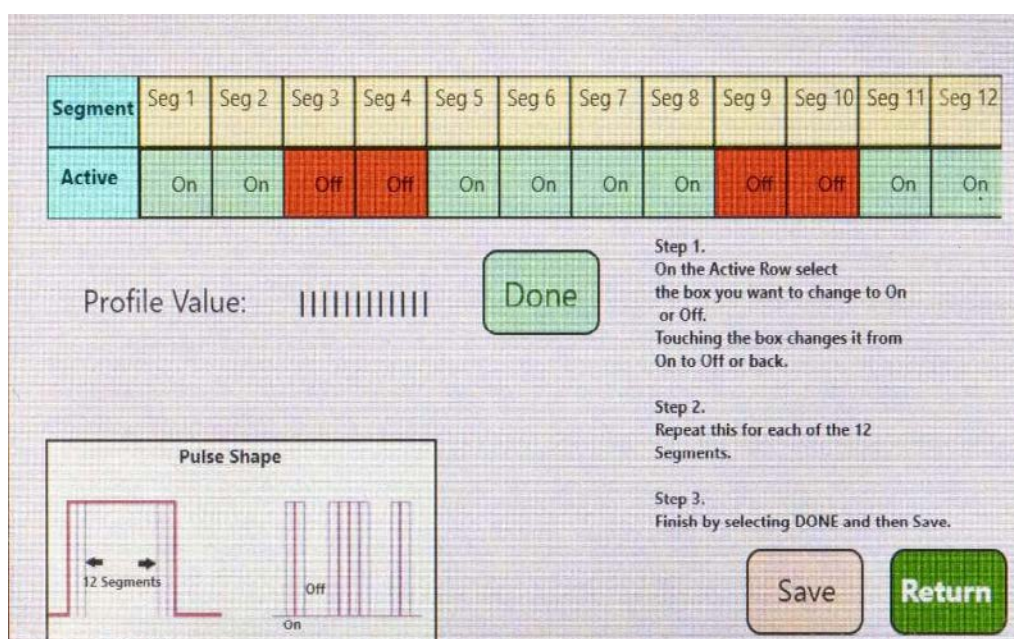 Segment Seg 1 Seg 2 Seg 3 Seg 4 Seg 5 Seg 6 Seg 7 Seg 8 Seg 9 Seg 10 Seg 11 Seg 12
Active On On Off Off On On On On Off Off On On
Profile Value: |||||||||||| Done
Step 1.
On the Active Row select
the box you want to change to On
or Off.
Touching the box changes it from
On to Off or back.
Step 2.
Repeat this for each of the 12
Segments.
Step 3.
Finish by selecting DONE and then Save.
Pulse Shape
12 Segments
Off
On
Save Return